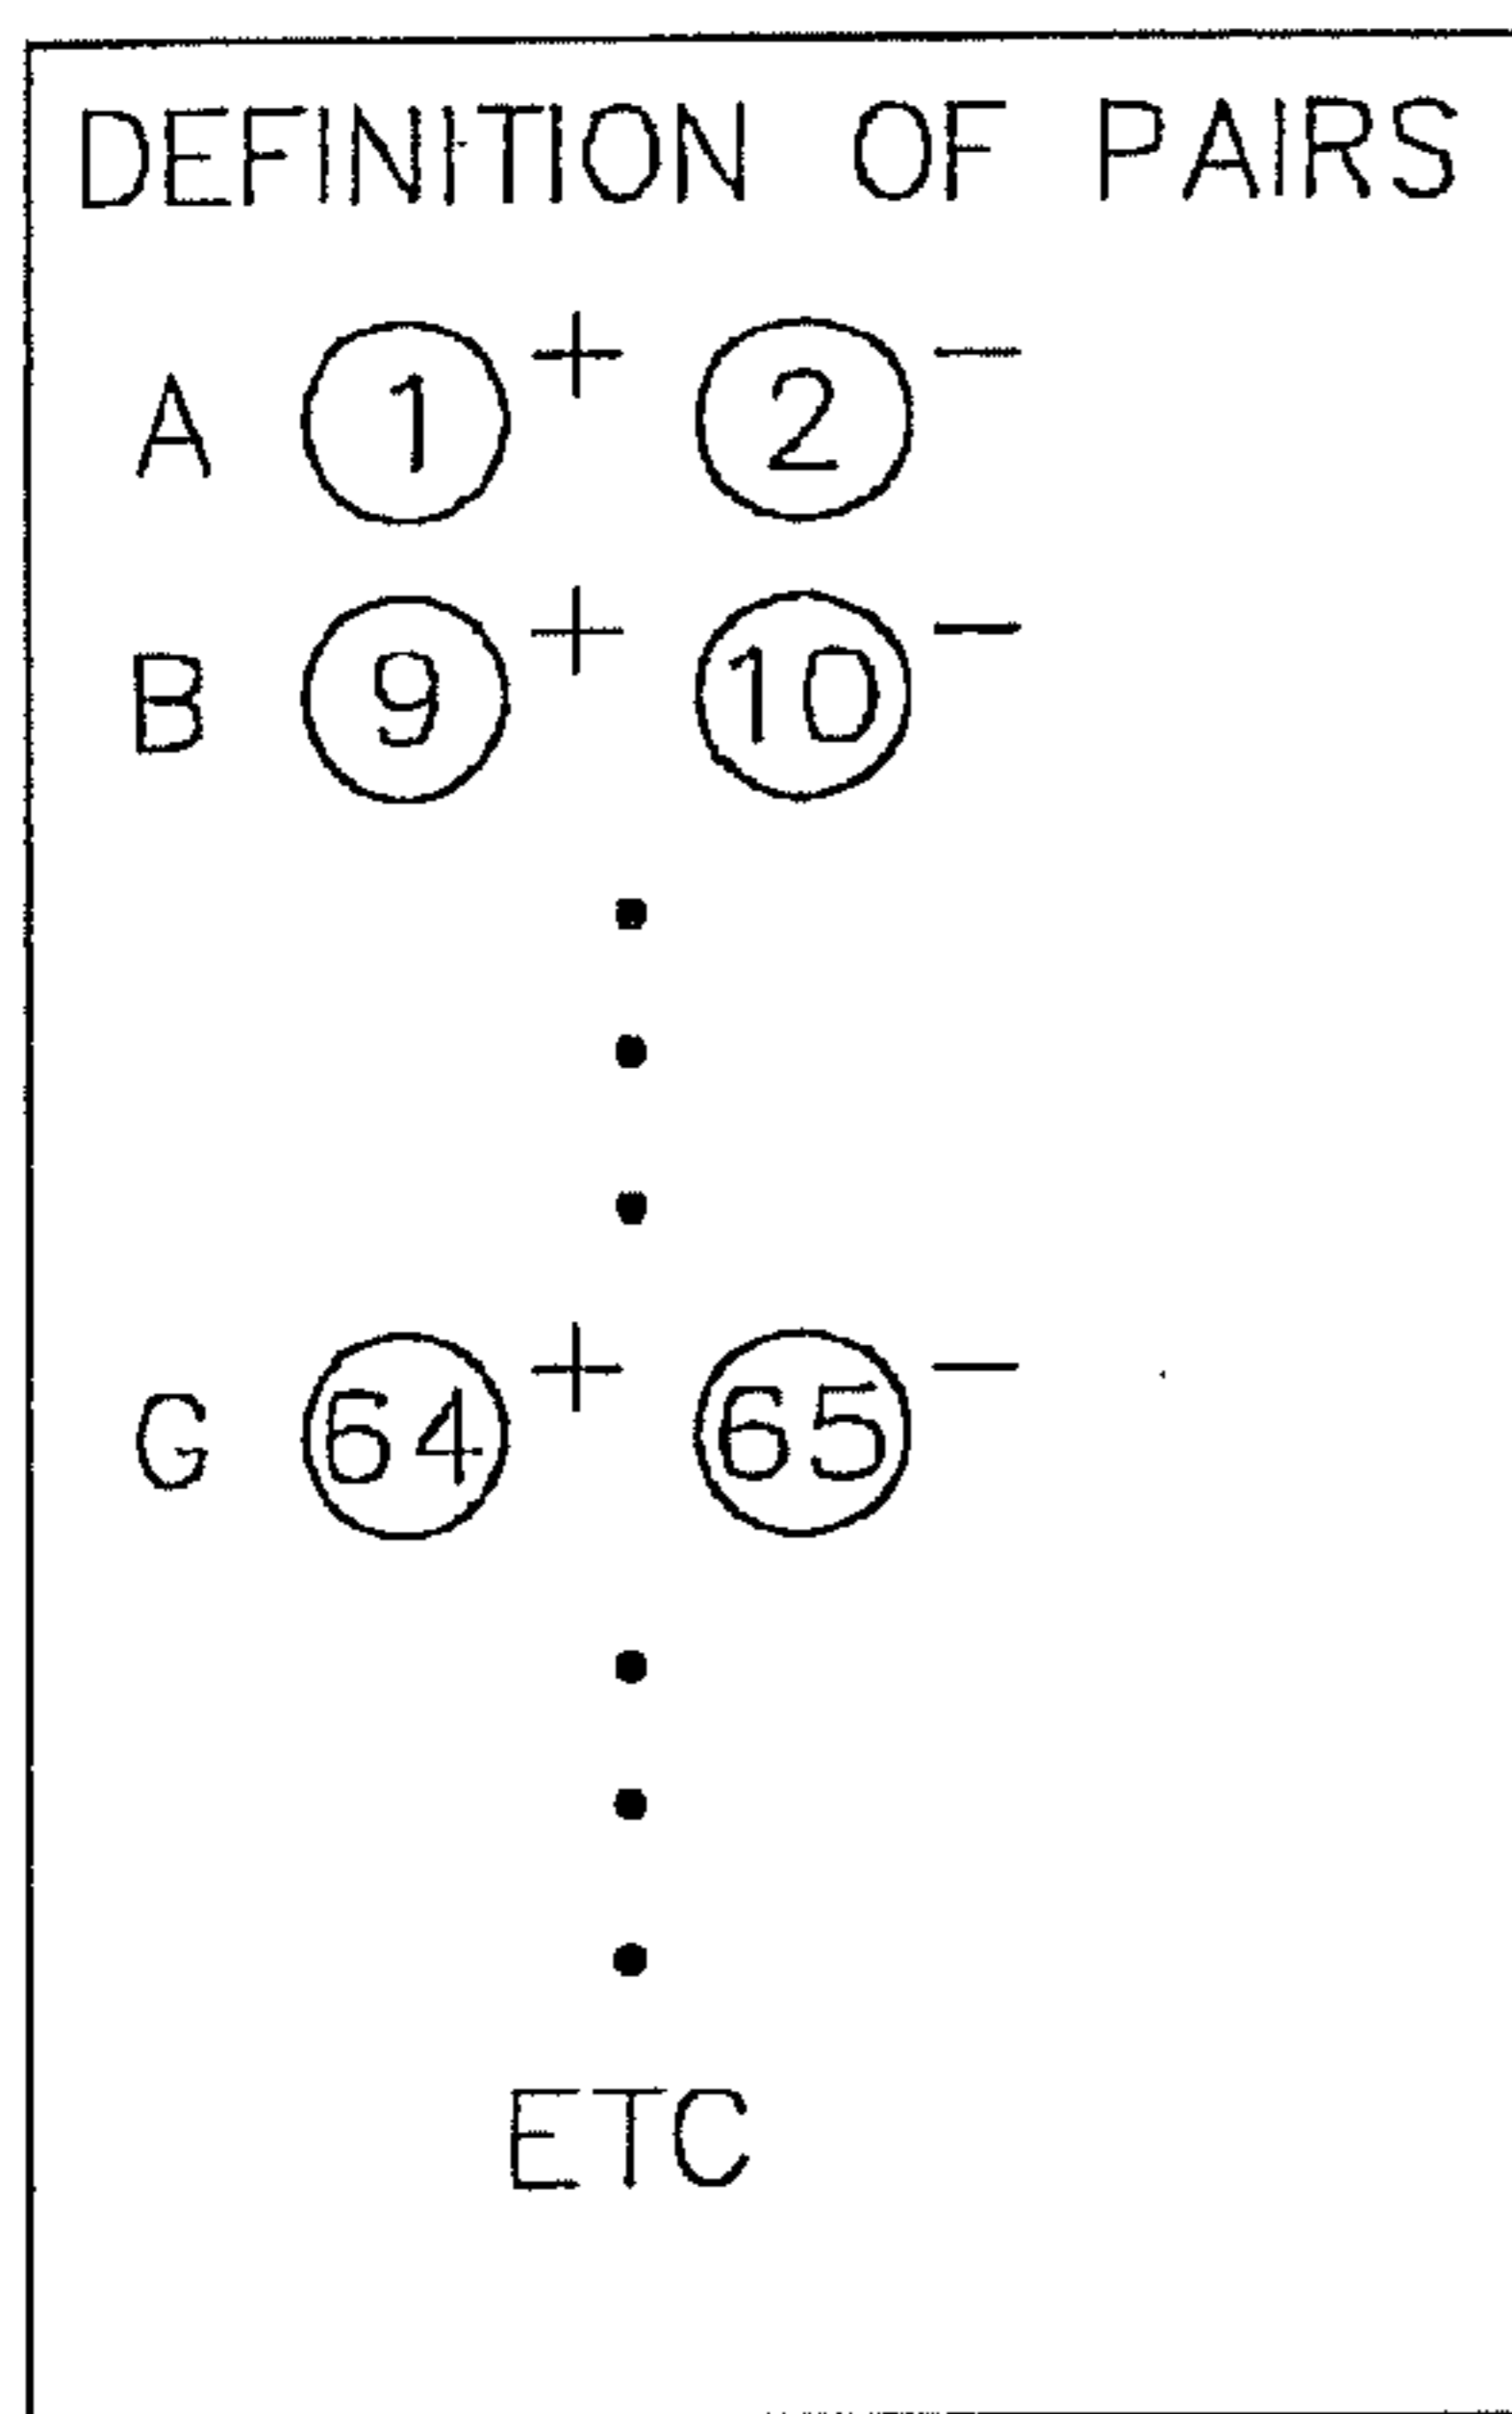 DEFINITION OF PAIRS
A 1 + 2 -
B 9 + 10 -
G 64 + 65 -
ETC